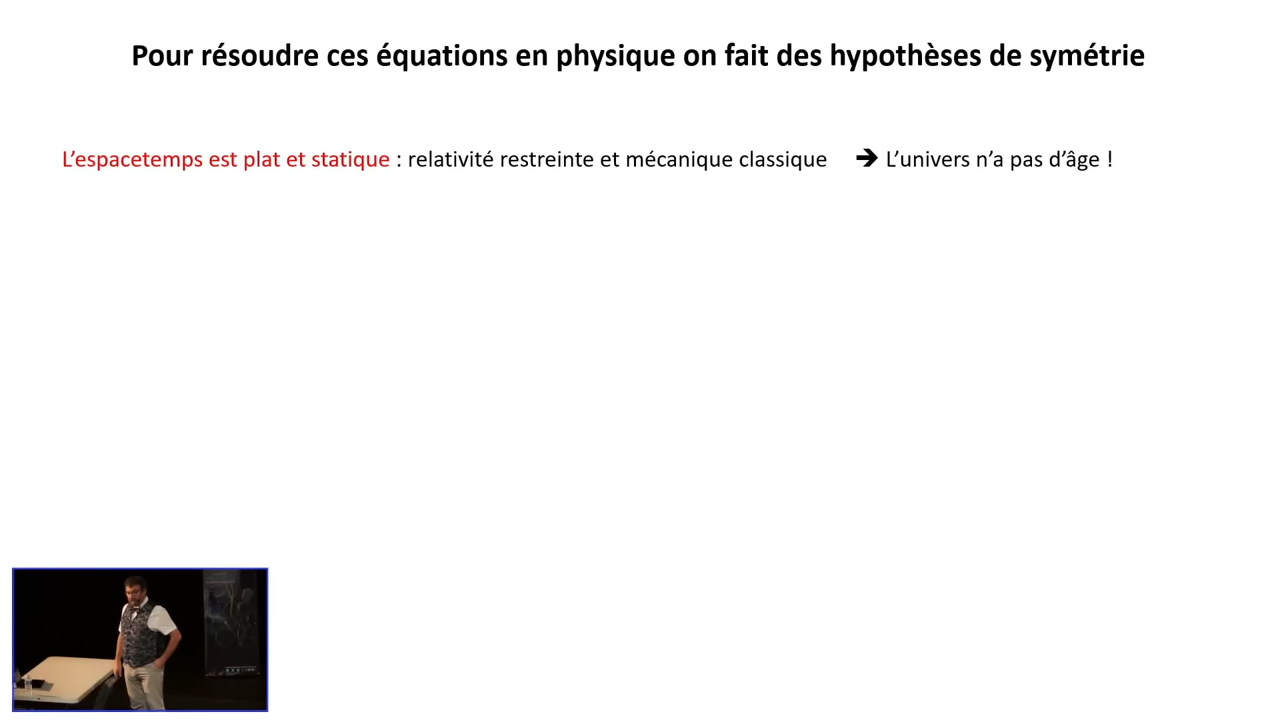 Pour résoudre ces équations en physique on fait des hypothèses de symétrie
L'espacetemps est plat et statique : relativité restreinte et mécanique classique ➔ L'univers n'a pas d'âge !